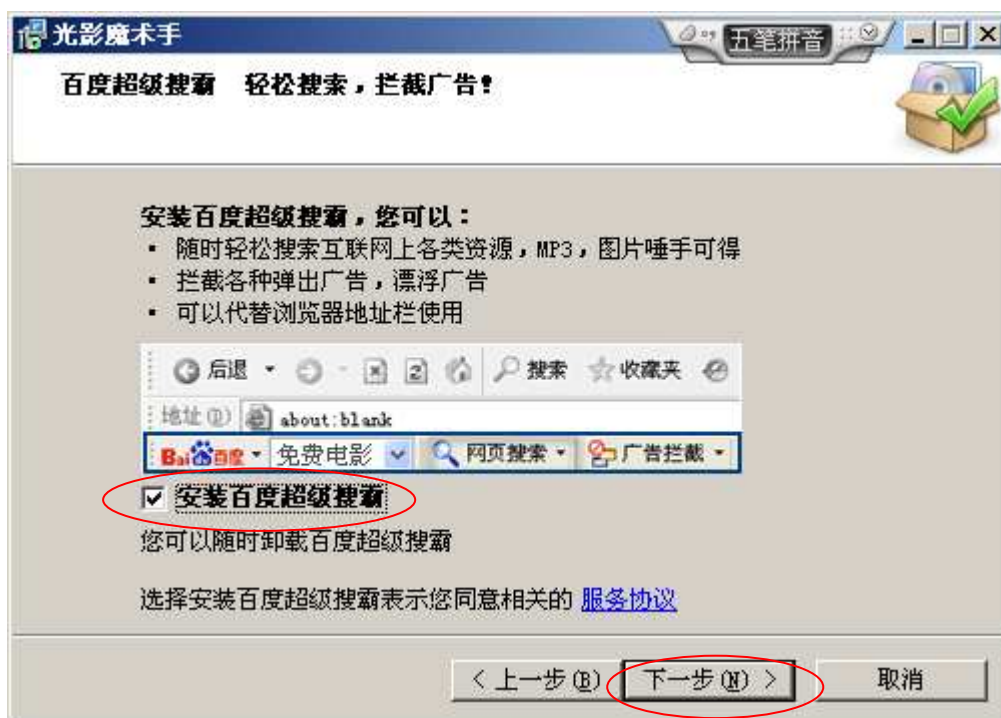 光影魔术手
五笔拼音
百度超级搜霸 轻松搜索，拦截广告！
安装百度超级搜霸，您可以：
· 随时轻松搜索互联网上各类资源，MP3，图片唾手可得
· 拦截各种弹出广告，漂浮广告
· 可以代替浏览器地址栏使用
后退 搜索 收藏夹
地址(D) about:blank
Bai百度 免费电影 网页搜索 广告拦截
安装百度超级搜霸
您可以随时卸载百度超级搜霸
选择安装百度超级搜霸表示您同意相关的 服务协议
< 上一步(B) 下一步(N) > 取消